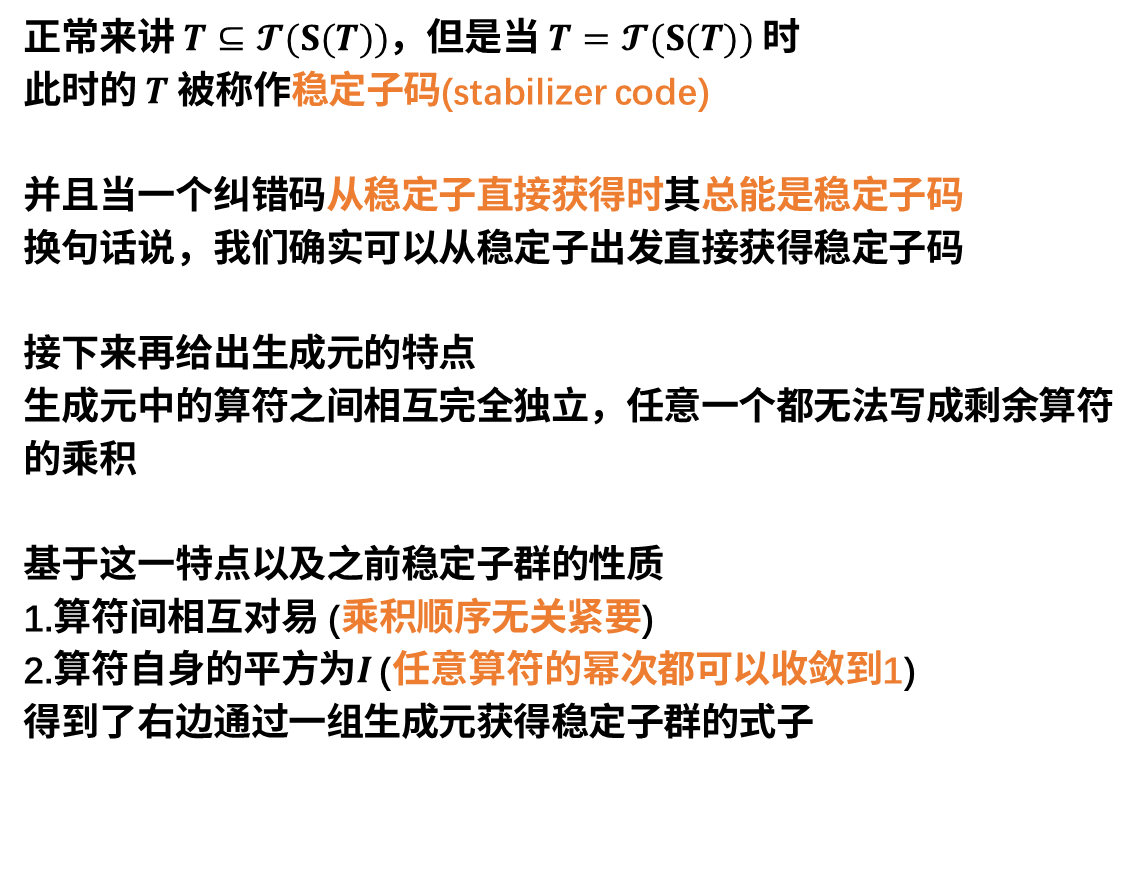 正常来讲 T ⊆ 𝒯(S(T))，但是当 T = 𝒯(S(T)) 时
此时的 T 被称作稳定子码(stabilizer code)
并且当一个纠错码从稳定子直接获得时其总能是稳定子码
换句话说，我们确实可以从稳定子出发直接获得稳定子码
接下来再给出生成元的特点
生成元中的算符之间相互完全独立，任意一个都无法写成剩余算符
的乘积
基于这一特点以及之前稳定子群的性质
1.算符间相互对易 (乘积顺序无关紧要)
2.算符自身的平方为I (任意算符的幂次都可以收敛到1)
得到了右边通过一组生成元获得稳定子群的式子